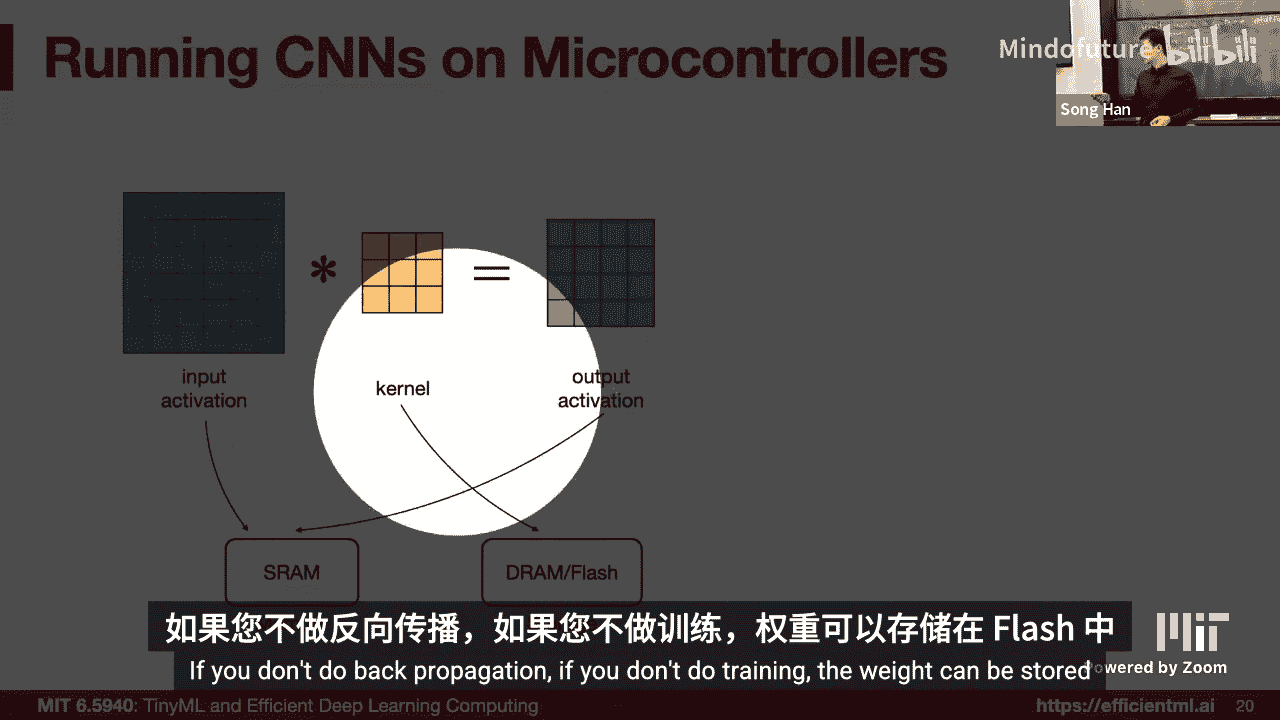 Running CNNs on Microcontrollers
Mindofuture
bilibili
Song Han
*
=
input
activation
kernel
output
activation
SRAM
DRAM/Flash
如果您不做反向传播，如果您不做训练，权重可以存储在 Flash 中
If you don't do back propagation, if you don't do training, the weight can be stored
MIT
Powered by Zoom
MIT 6.5940: TinyML and Efficient Deep Learning Computing
https://efficientml.ai
20